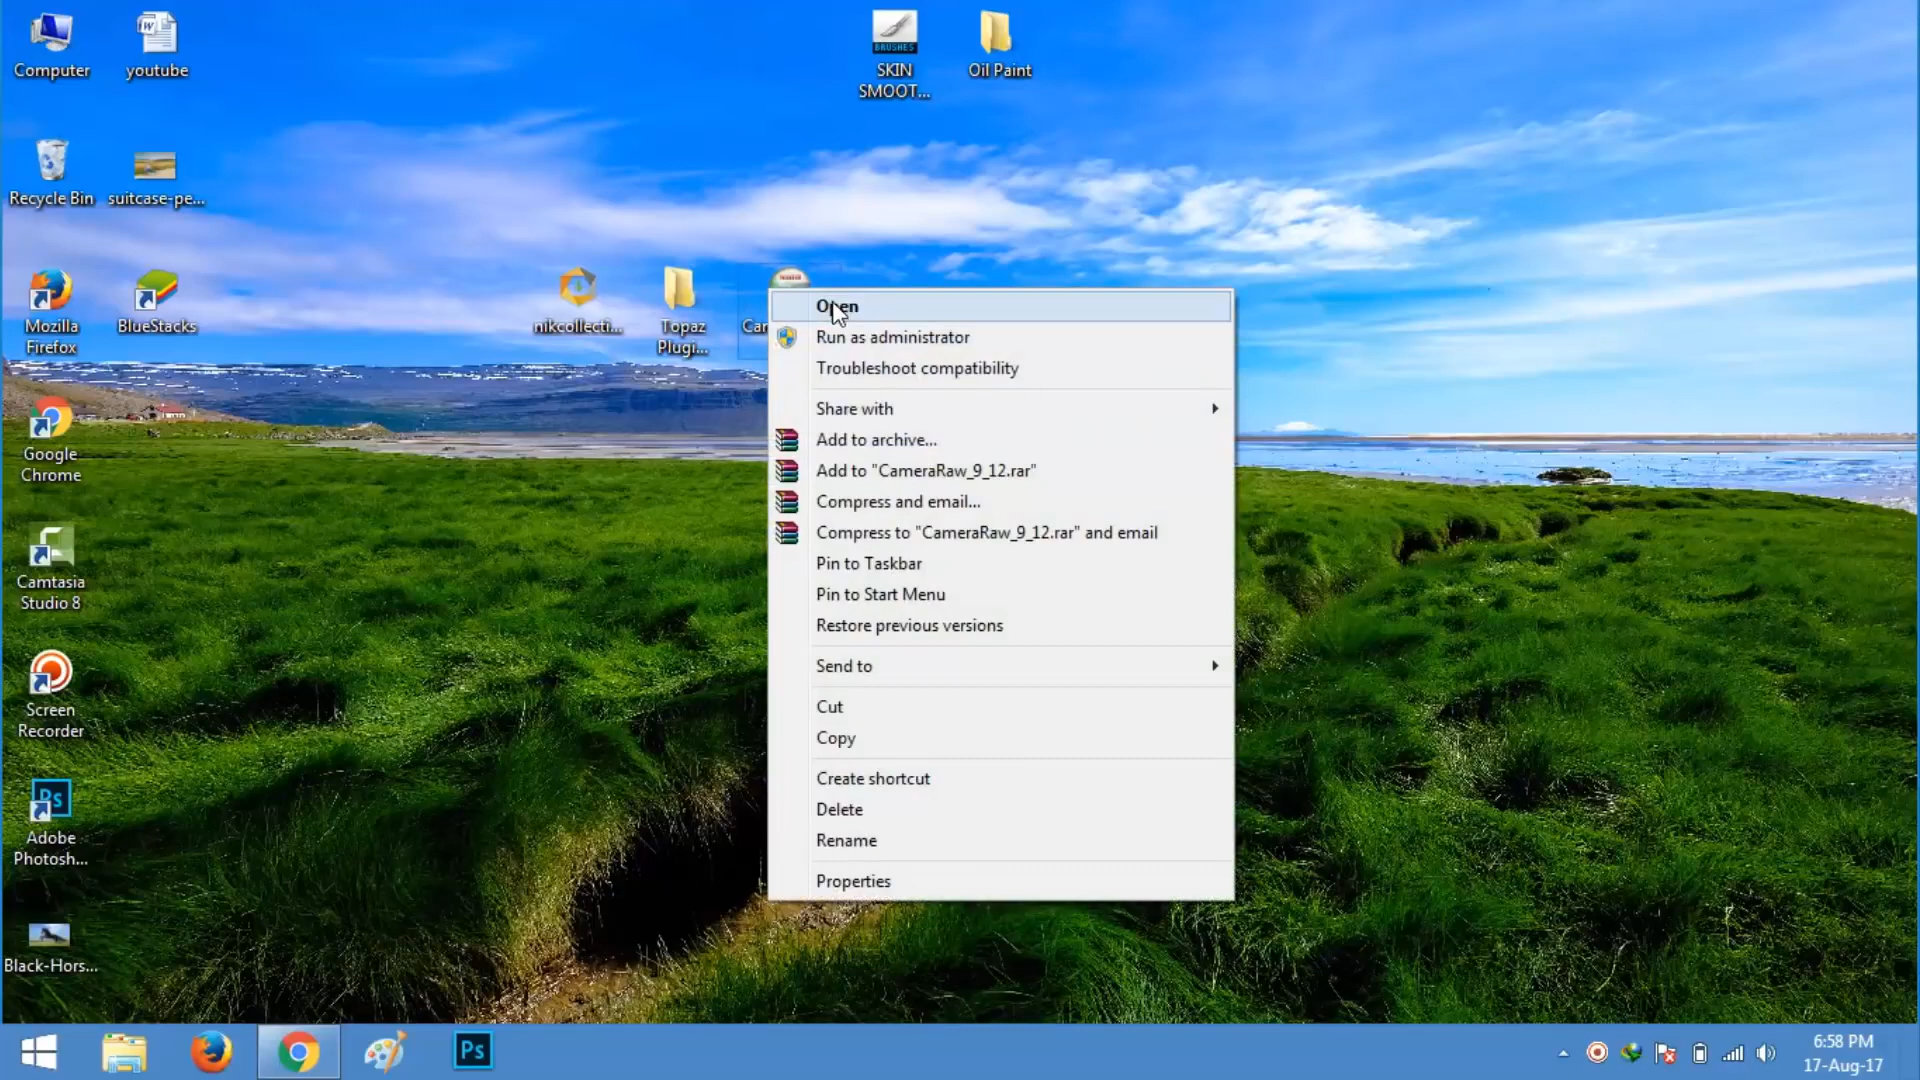 Computer
youtube
BRUSHES
SKIN
SMOOT...
Oil Paint
Recycle Bin
suitcase-pe...
Mozilla
Firefox
BlueStacks
nikcollecti...
Topaz
Plugi...
Google
Chrome
Camtasia
Studio 8
Screen
Recorder
Ps
Adobe
Photosh...
Black-Hors...
Open
Run as administrator
Troubleshoot compatibility
Share with
Add to archive...
Add to "CameraRaw_9_12.rar"
Compress and email...
Compress to "CameraRaw_9_12.rar" and email
Pin to Taskbar
Pin to Start Menu
Restore previous versions
Send to
Cut
Copy
Create shortcut
Delete
Rename
Properties
Ps
6:58 PM
17-Aug-17